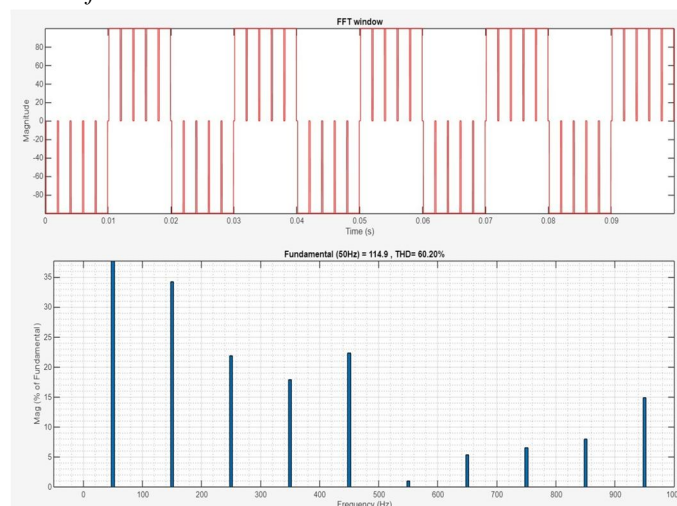 FFT window
80
60
40
20
0
-20
-40
-60
-80
Magnitude
0 0.01 0.02 0.03 0.04 0.05 0.06 0.07 0.08 0.09
Time (s)
Fundamental (50Hz) = 114.9 , THD= 60.20%
35
30
25
20
15
10
5
0
Mag (% of Fundamental)
0 100 200 300 400 500 600 700 800 900 1000
Frequency (Hz)